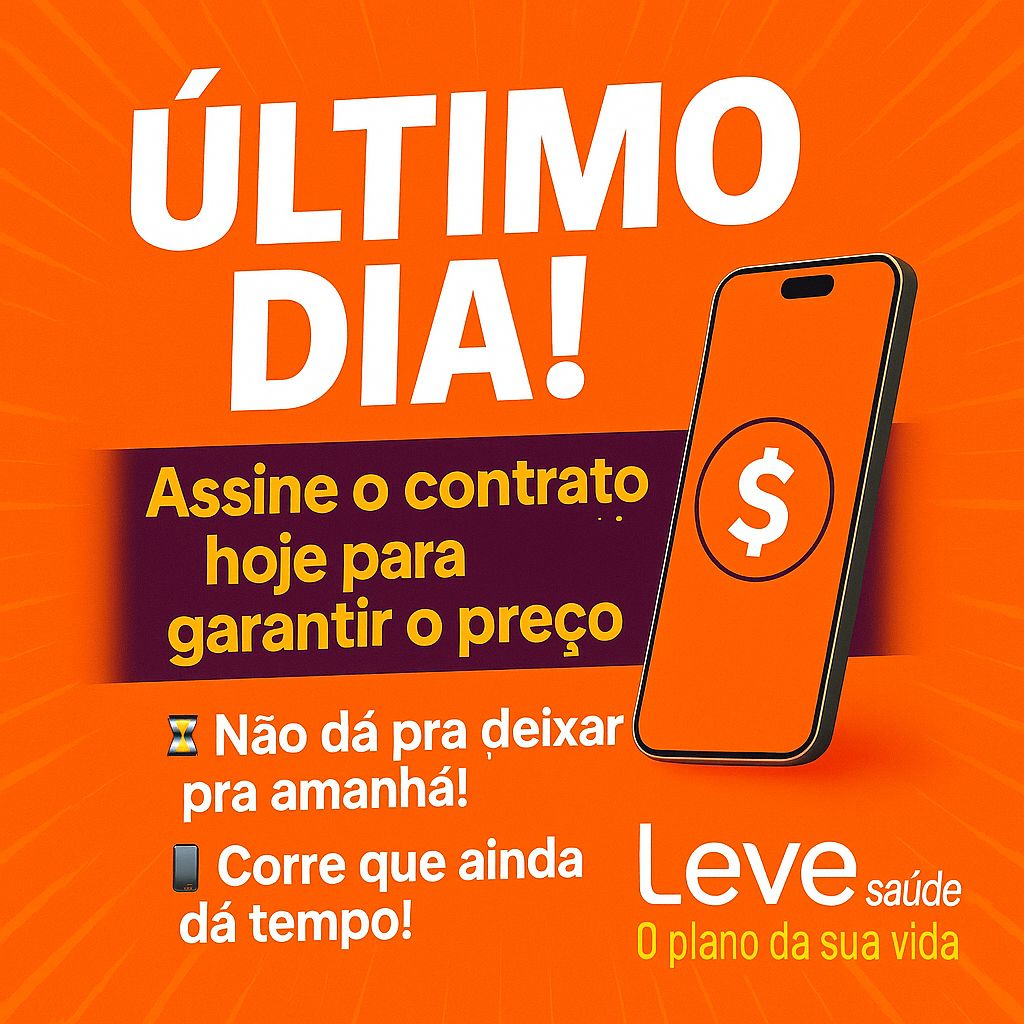 ÚLTIMO
DIA!
Assine o contrato
hoje para
garantir o preço
$
⏳ Não dá pra deixar
pra amanhá!
📱 Corre que ainda
dá tempo!
Leve saúde
O plano da sua vida